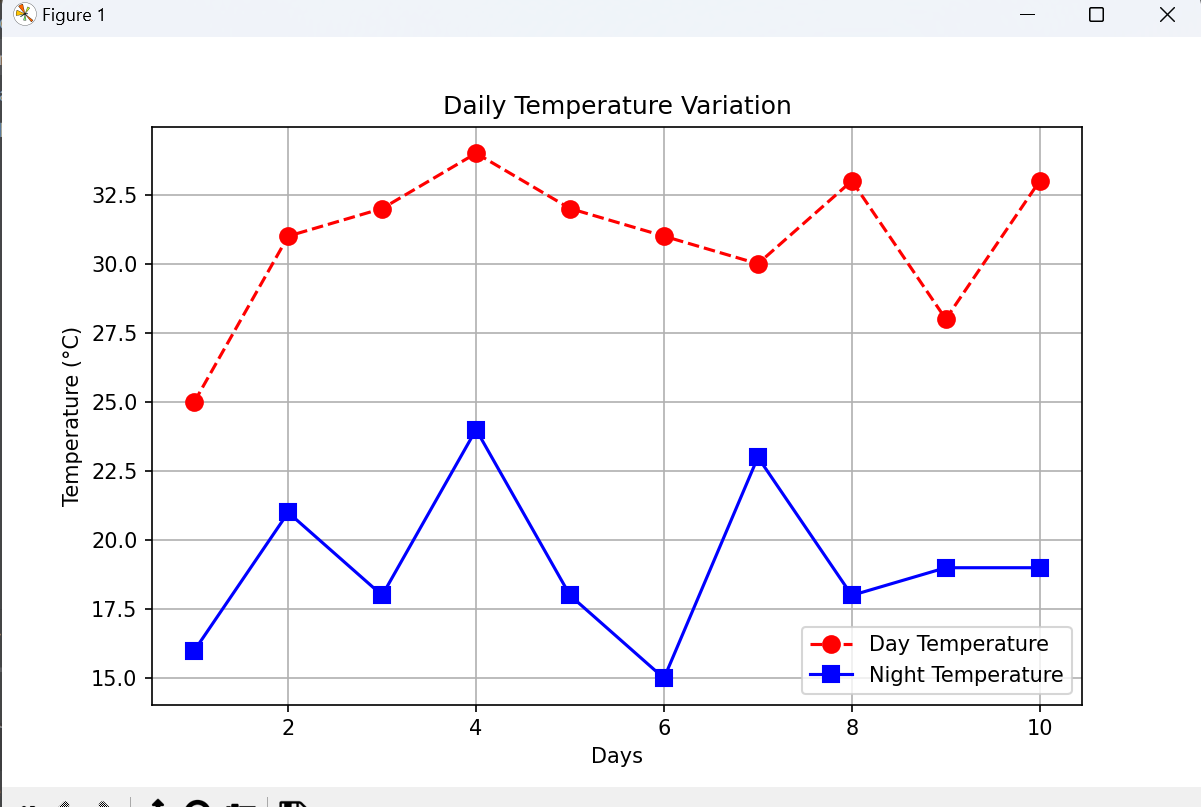 Figure 1
Daily Temperature Variation
32.5
30.0
27.5
25.0
22.5
20.0
17.5
15.0
Temperature (°C)
2 4 6 8 10
Days
Day Temperature
Night Temperature